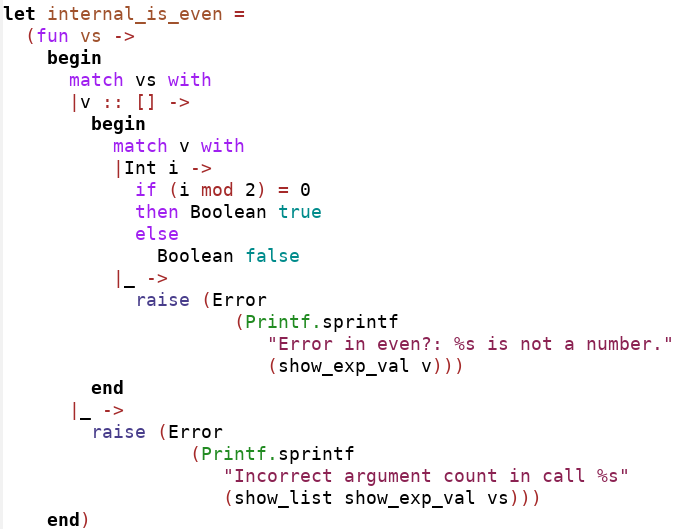 let internal_is_even =
  (fun vs ->
    begin
      match vs with
      |v :: [] ->
        begin
          match v with
          |Int i ->
            if (i mod 2) = 0
            then Boolean true
            else
              Boolean false
          |_ ->
            raise (Error
                     (Printf.sprintf
                        "Error in even?: %s is not a number."
                        (show_exp_val v)))
        end
      |_ ->
        raise (Error
                 (Printf.sprintf
                    "Incorrect argument count in call %s"
                    (show_list show_exp_val vs)))
    end)